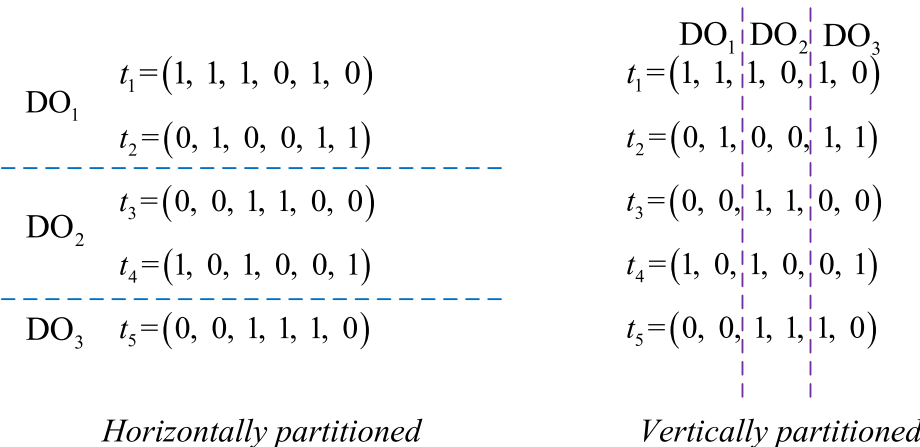 DO₁
t₁=(1, 1, 1, 0, 1, 0)
t₂=(0, 1, 0, 0, 1, 1)
DO₂
t₃=(0, 0, 1, 1, 0, 0)
t₄=(1, 0, 1, 0, 0, 1)
DO₃ t₅=(0, 0, 1, 1, 1, 0)
Horizontally partitioned
DO₁ DO₂ DO₃
t₁=(1, 1, 1, 0, 1, 0)
t₂=(0, 1, 0, 0, 1, 1)
t₃=(0, 0, 1, 1, 0, 0)
t₄=(1, 0, 1, 0, 0, 1)
t₅=(0, 0, 1, 1, 1, 0)
Vertically partitioned